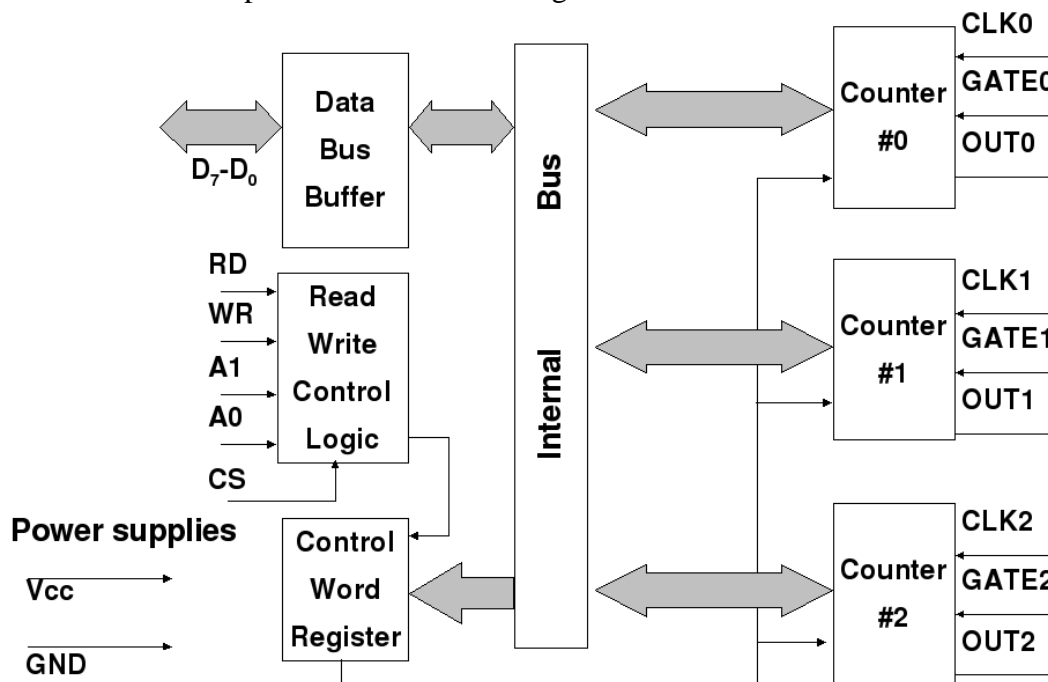 Data
Bus
Buffer
D₇-D₀
RD
WR
A1
A0
CS
Read
Write
Control
Logic
Power supplies
Vcc
GND
Control
Word
Register
Internal Bus
Counter
#0
CLK0
GATE0
OUT0
Counter
#1
CLK1
GATE1
OUT1
Counter
#2
CLK2
GATE2
OUT2